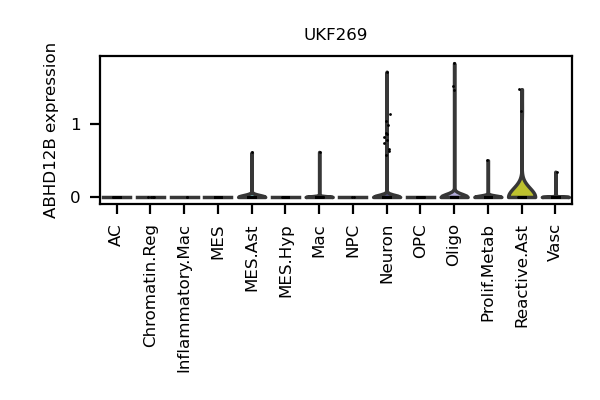 UKF269
ABHD12B expression
1
0
AC
Chromatin.Reg
Inflammatory.Mac
MES
MES.Ast
MES.Hyp
Mac
NPC
Neuron
OPC
Oligo
Prolif.Metab
Reactive.Ast
Vasc